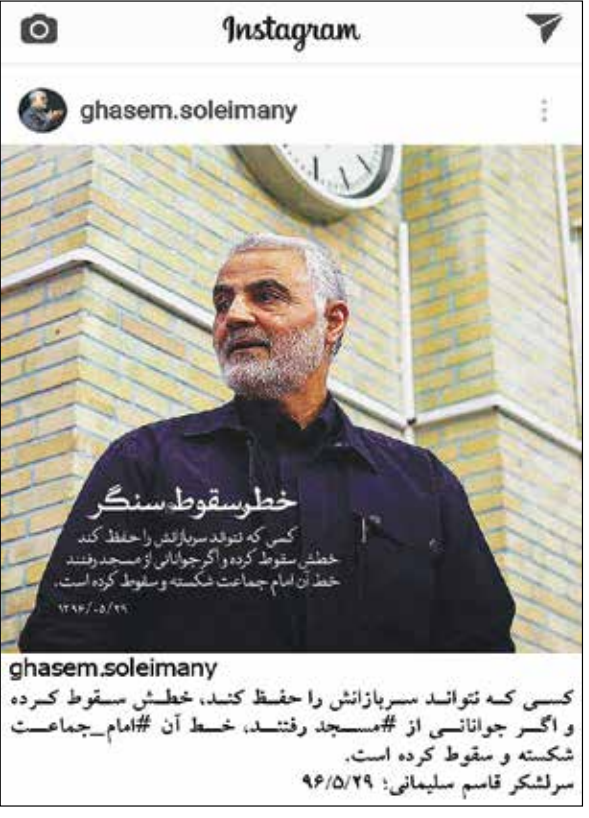 Instagram
ghasem.soleimany
خطر سقوط سنگر
کسی که نتواند سربازانش را حفظ کند
خطش سقوط کرده و اگر جوانانی از مسجد رفتند
خط آن امام جماعت شکسته و سقوط کرده است.
۱۳۹۶/۰۵/۲۹
ghasem.soleimany
کسی که نتواند سربازانش را حفظ کند، خطش سقوط کرده
و اگر جوانانی از #مسجد رفتند، خط آن #امام_جماعت
شکسته و سقوط کرده است.
سرلشکر قاسم سلیمانی؛ ۹۶/۵/۲۹